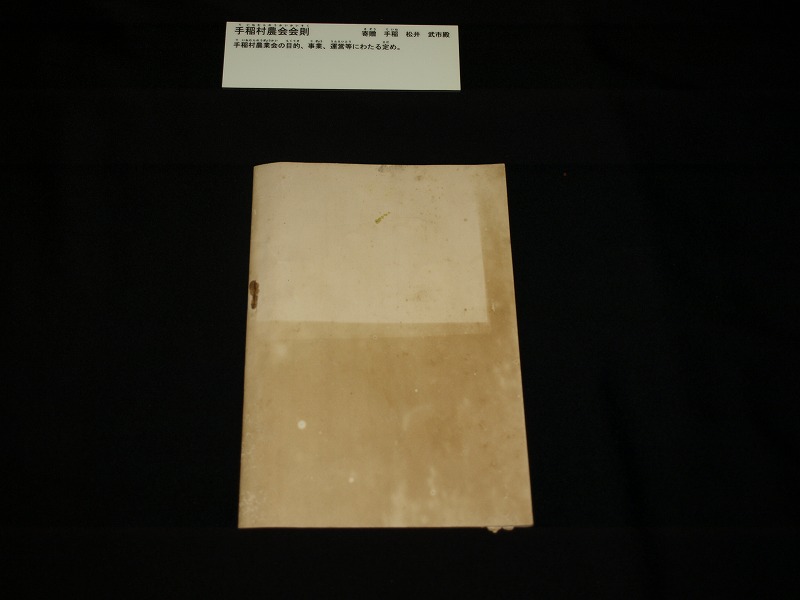 手稲村農会会則 寄贈 手稲 松井 武市殿
手稲村農業会の目的、事業、運営等にわたる定め。